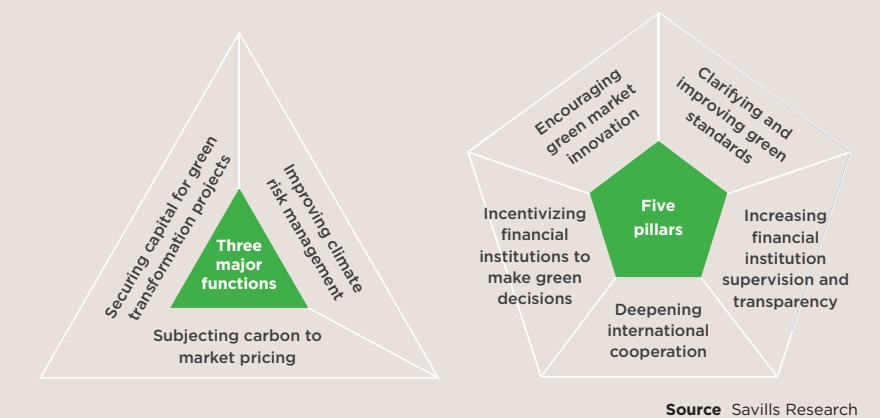 Securing capital for green
transformation projects
Improving climate
risk management
Three
major
functions
Subjecting carbon to
market pricing
Encouraging
green market
innovation
Clarifying and
improving green
standards
Five
pillars
Incentivizing
financial
institutions to
make green
decisions
Increasing
financial
institution
supervision and
transparency
Deepening
international
cooperation
Source Savills Research